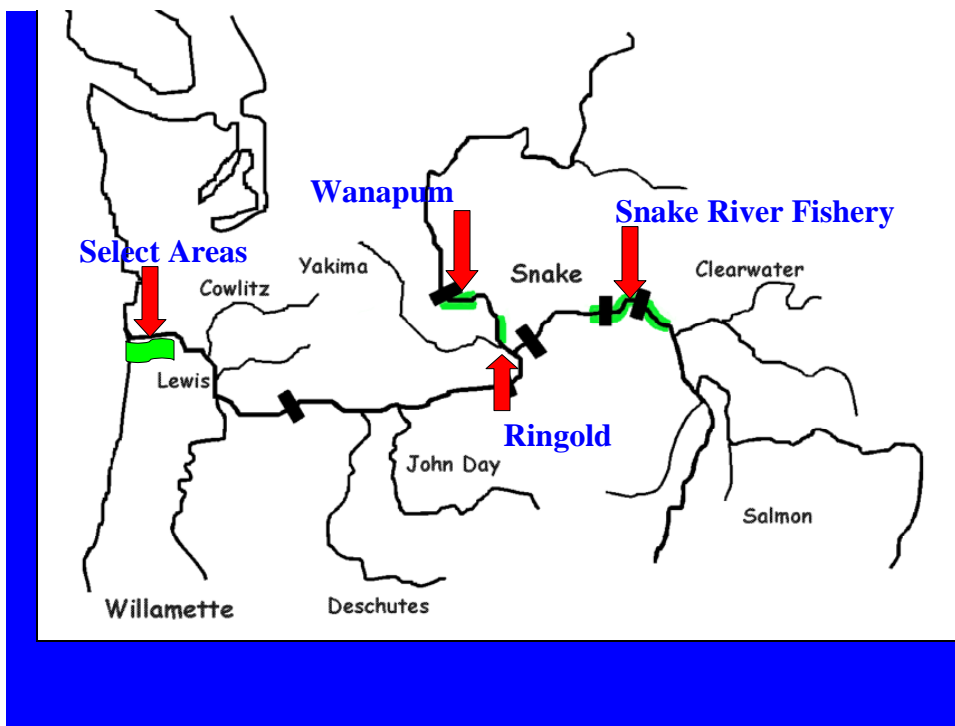 Wanapum
Snake River Fishery
Select Areas
Yakima
Snake
Clearwater
Cowlitz
Lewis
Ringold
John Day
Salmon
Willamette
Deschutes